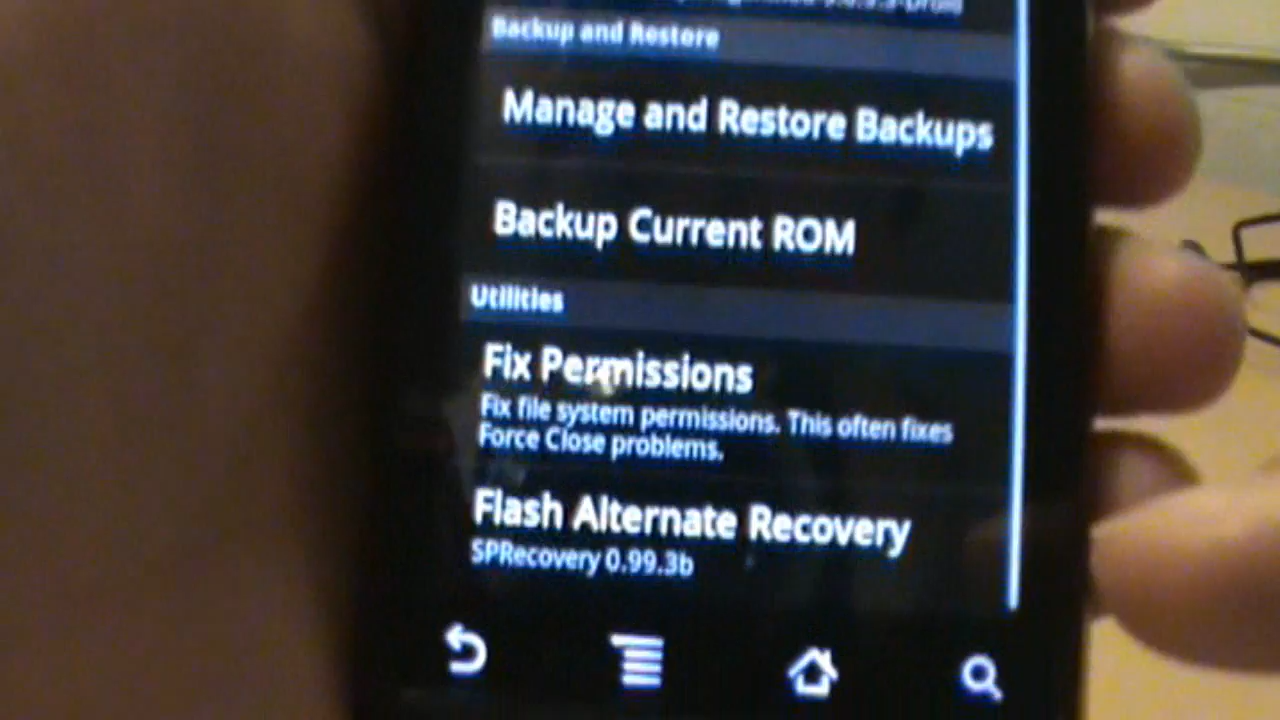 Backup and Restore
Manage and Restore Backups
Backup Current ROM
Utilities
Fix Permissions
Fix file system permissions. This often fixes
Force Close problems.
Flash Alternate Recovery
SPRecovery 0.99.3b